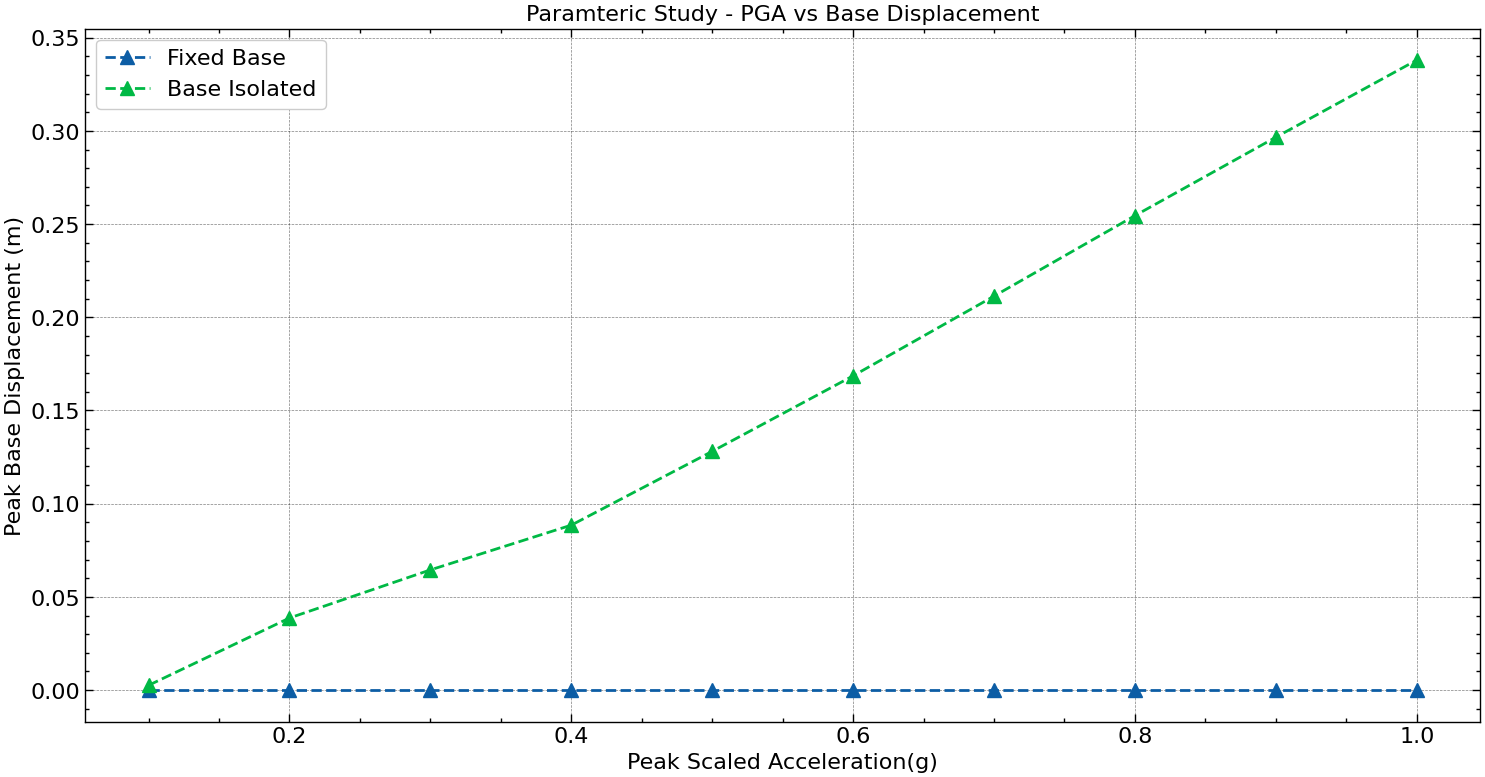 Paramteric Study - PGA vs Base Displacement
Fixed Base
Base Isolated
Peak Base Displacement (m)
0.35
0.30
0.25
0.20
0.15
0.10
0.05
0.00
0.2 0.4 0.6 0.8 1.0
Peak Scaled Acceleration(g)